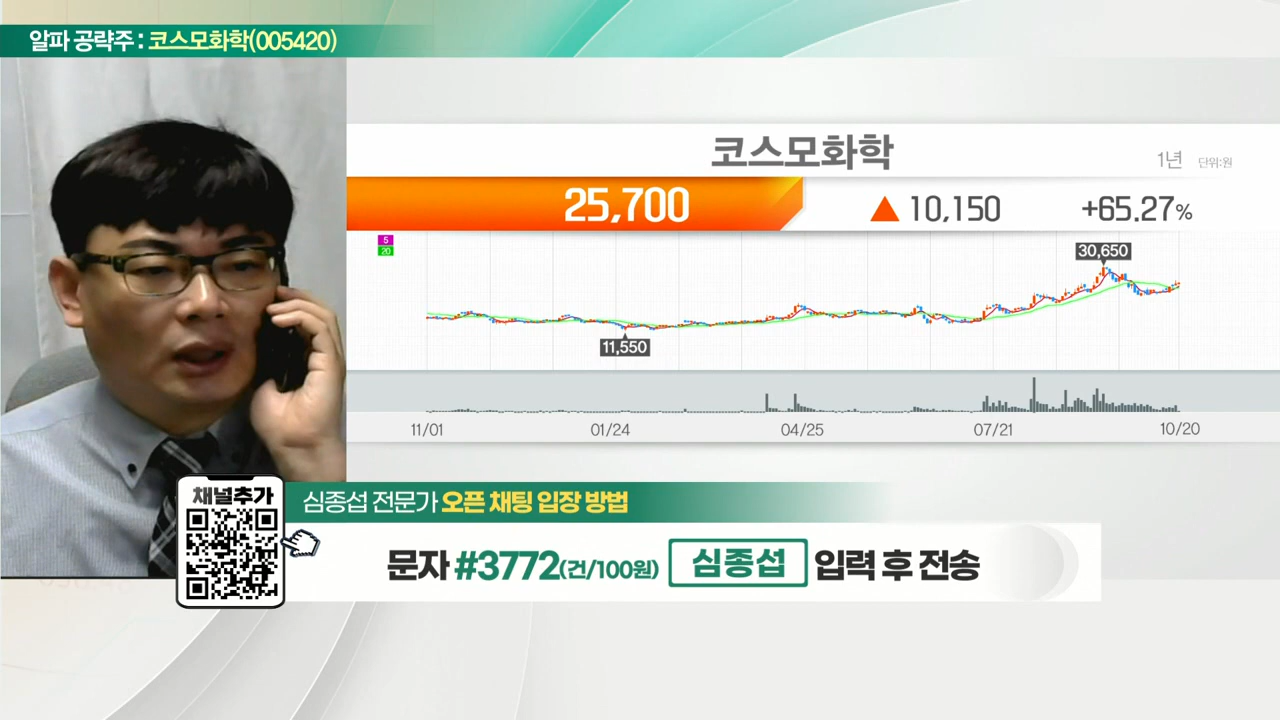 알파 공략주 : 코스모화학(005420)
코스모화학
1년 단위:원
25,700 ▲ 10,150 +65.27%
5
20
30,650
11,550
11/01 01/24 04/25 07/21 10/20
채널추가
심종섭 전문가 오픈 채팅 입장 방법
문자 #3772(건/100원) 심종섭 입력 후 전송